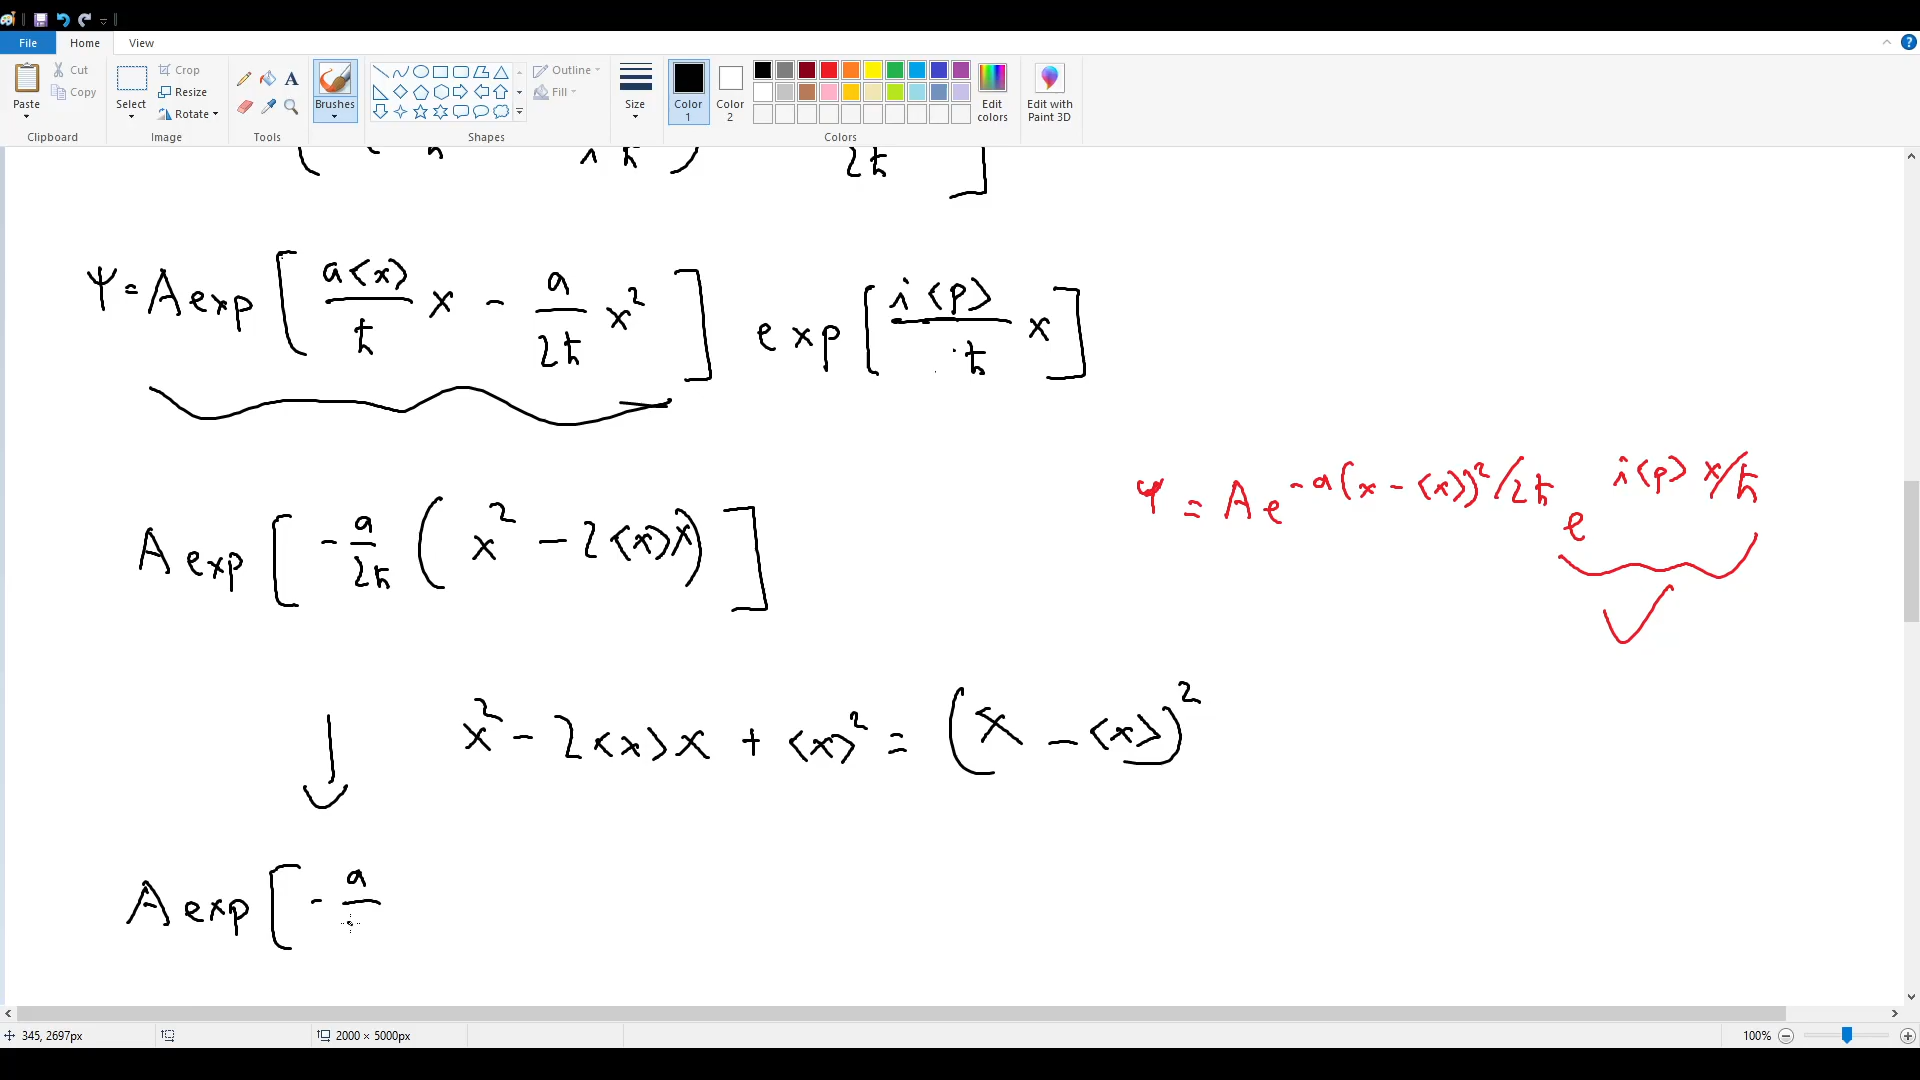 File Home View
Paste Cut Copy Clipboard
Select Crop Resize Rotate Image
Tools
Brushes
Shapes Outline Fill
Size
Color 1 Color 2 Edit colors Colors
Edit with Paint 3D
2ħ ]
Ψ = A exp [ a⟨x⟩/ħ x - a/2ħ x² ] exp [ i⟨p⟩/ħ x ]
Ψ = A e^{-a(x-⟨x⟩)²/2ħ} e^{i⟨p⟩x/ħ}
A exp [ - a/2ħ ( x² - 2⟨x⟩x ) ]
x² - 2⟨x⟩x + ⟨x⟩² = ( x - ⟨x⟩ )²
A exp [ - a
345, 2697px 2000 × 5000px 100%